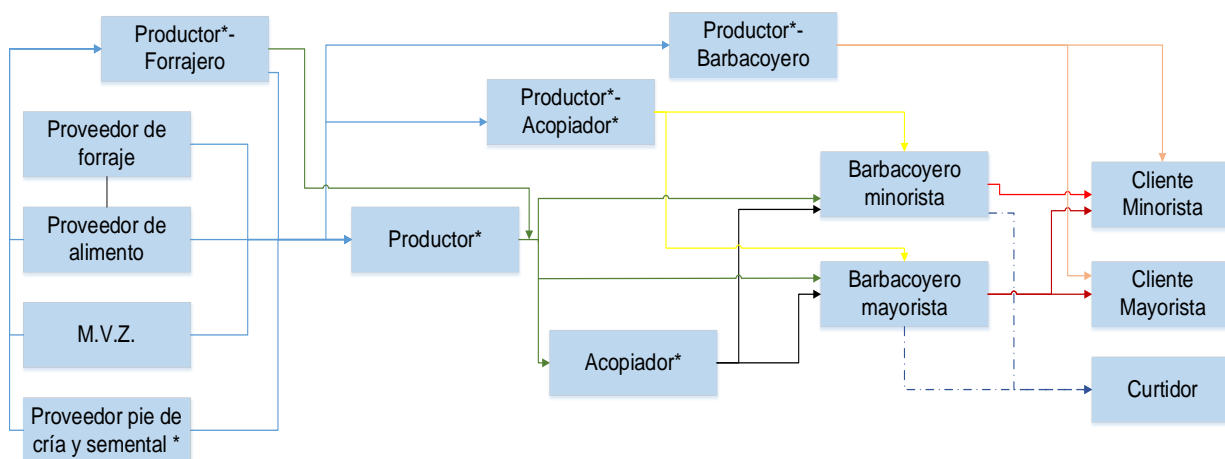 Productor*-
Forrajero
Productor*-
Barbacoyero
Productor*-
Acopiador*
Proveedor de
forraje
Barbacoyero
minorista
Cliente
Minorista
Proveedor de
alimento
Productor*
Barbacoyero
mayorista
Cliente
Mayorista
M.V.Z.
Acopiador*
Curtidor
Proveedor pie de
cría y semental *